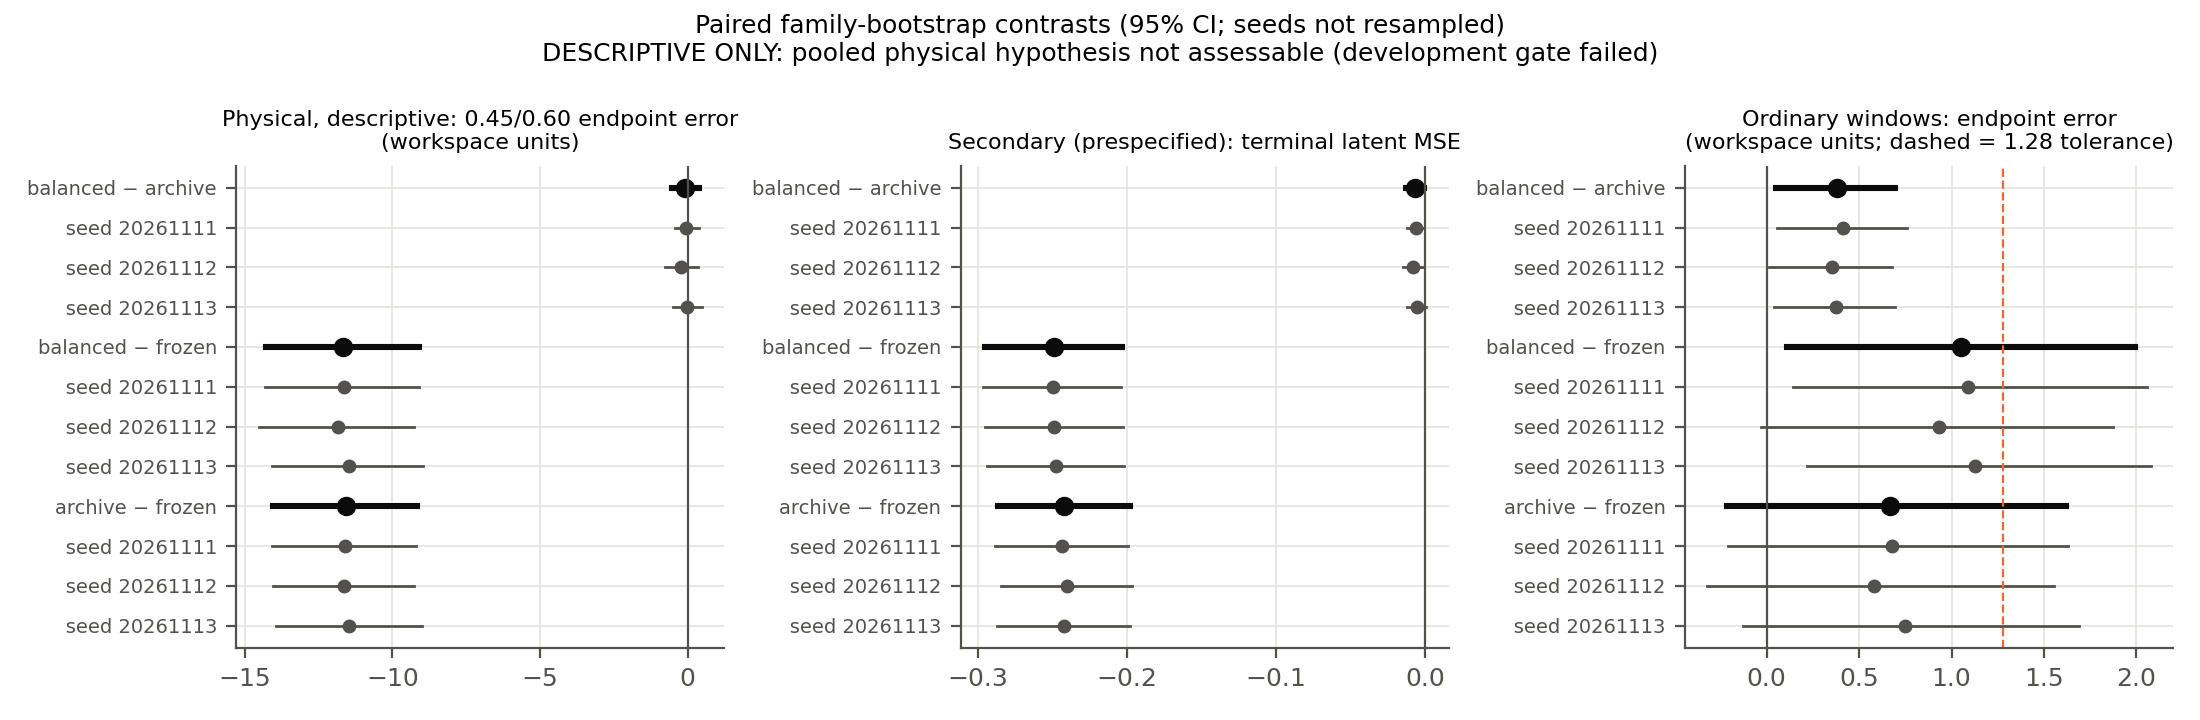 Paired family-bootstrap contrasts (95% CI; seeds not resampled)
DESCRIPTIVE ONLY: pooled physical hypothesis not assessable (development gate failed)
Physical, descriptive: 0.45/0.60 endpoint error
(workspace units)
balanced − archive
seed 20261111
seed 20261112
seed 20261113
balanced − frozen
seed 20261111
seed 20261112
seed 20261113
archive − frozen
seed 20261111
seed 20261112
seed 20261113
−15 −10 −5 0
Secondary (prespecified): terminal latent MSE
balanced − archive
seed 20261111
seed 20261112
seed 20261113
balanced − frozen
seed 20261111
seed 20261112
seed 20261113
archive − frozen
seed 20261111
seed 20261112
seed 20261113
−0.3 −0.2 −0.1 0.0
Ordinary windows: endpoint error
(workspace units; dashed = 1.28 tolerance)
balanced − archive
seed 20261111
seed 20261112
seed 20261113
balanced − frozen
seed 20261111
seed 20261112
seed 20261113
archive − frozen
seed 20261111
seed 20261112
seed 20261113
0.0 0.5 1.0 1.5 2.0